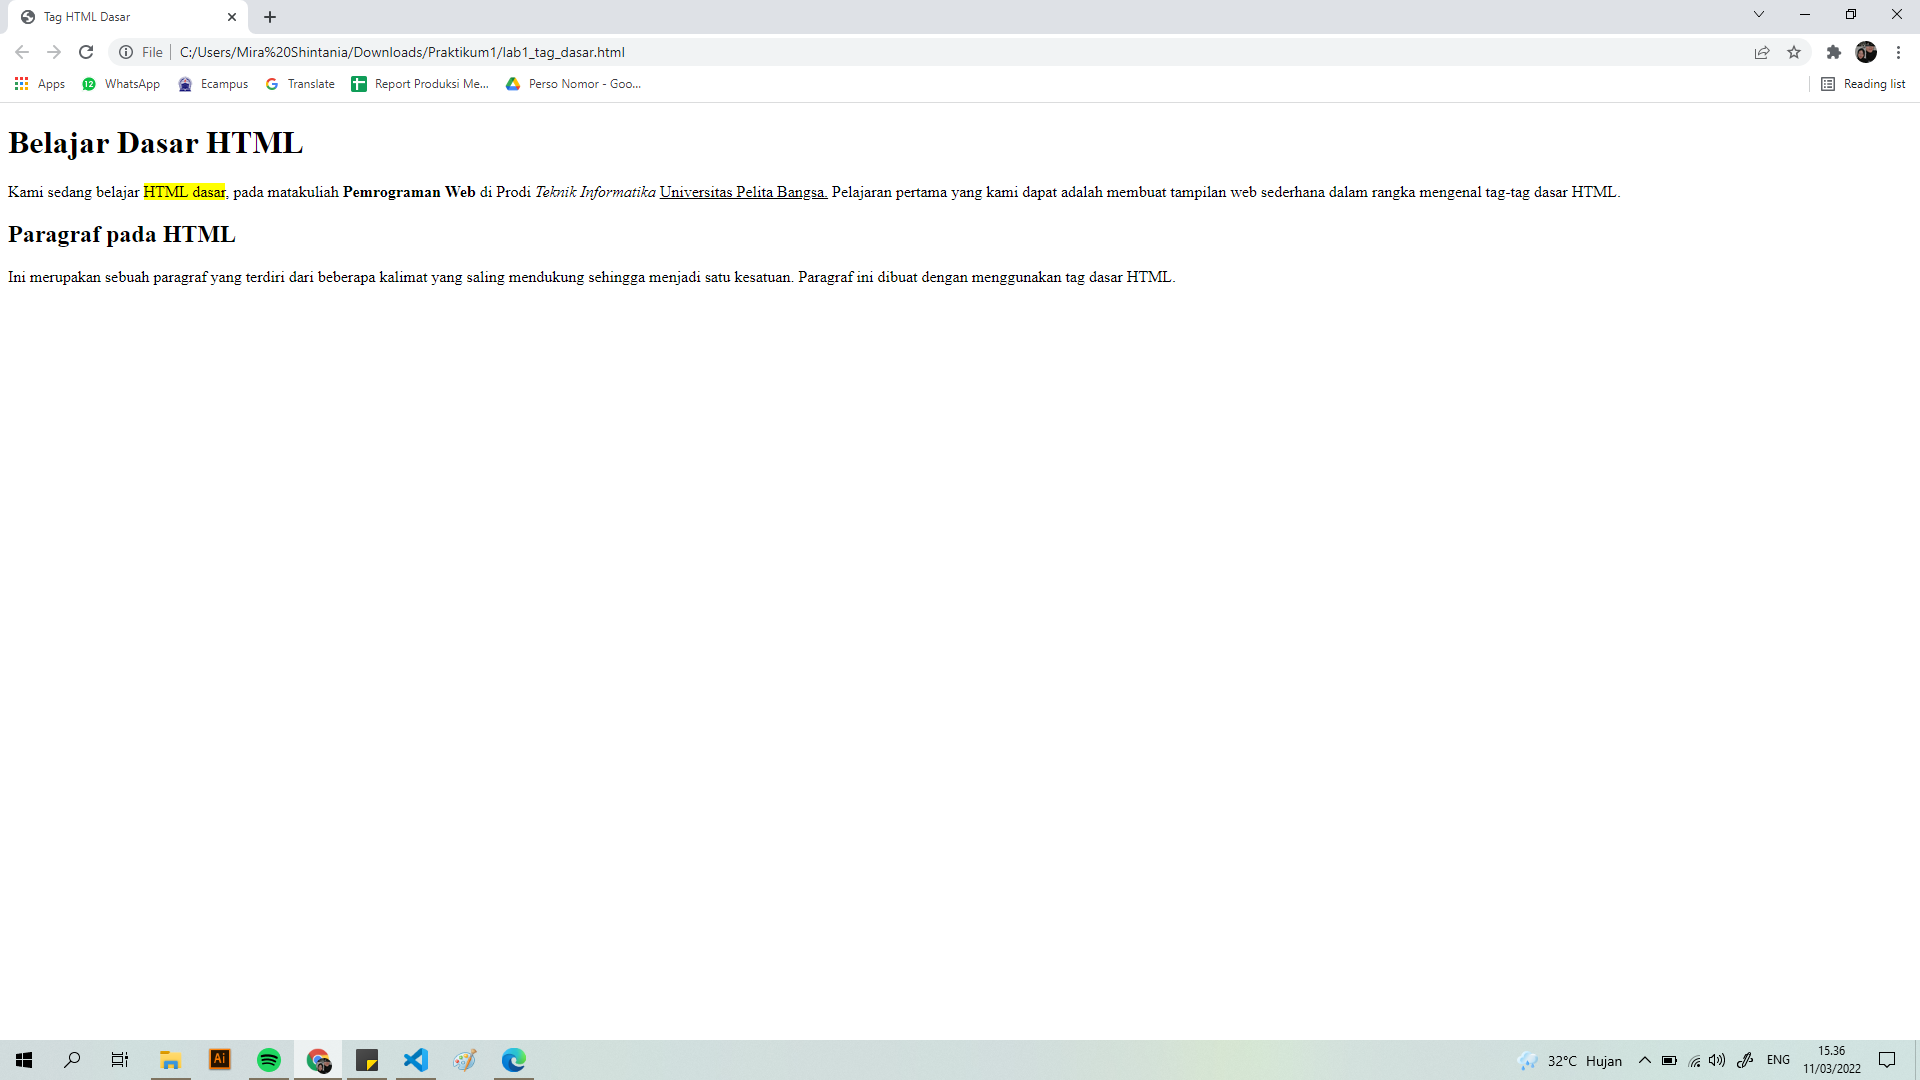 Tag HTML Dasar
File
C:/Users/Mira%20Shintania/Downloads/Praktikum1/lab1_tag_dasar.html
Apps
12
WhatsApp
Ecampus
Translate
Report Produksi Me...
Perso Nomor - Goo...
Reading list
Belajar Dasar HTML
Kami sedang belajar HTML dasar, pada matakuliah Pemrograman Web di Prodi Teknik Informatika Universitas Pelita Bangsa. Pelajaran pertama yang kami dapat adalah membuat tampilan web sederhana dalam rangka mengenal tag-tag dasar HTML.
Paragraf pada HTML
Ini merupakan sebuah paragraf yang terdiri dari beberapa kalimat yang saling mendukung sehingga menjadi satu kesatuan. Paragraf ini dibuat dengan menggunakan tag dasar HTML.
Ai
32°C Hujan
ENG
15.36
11/03/2022